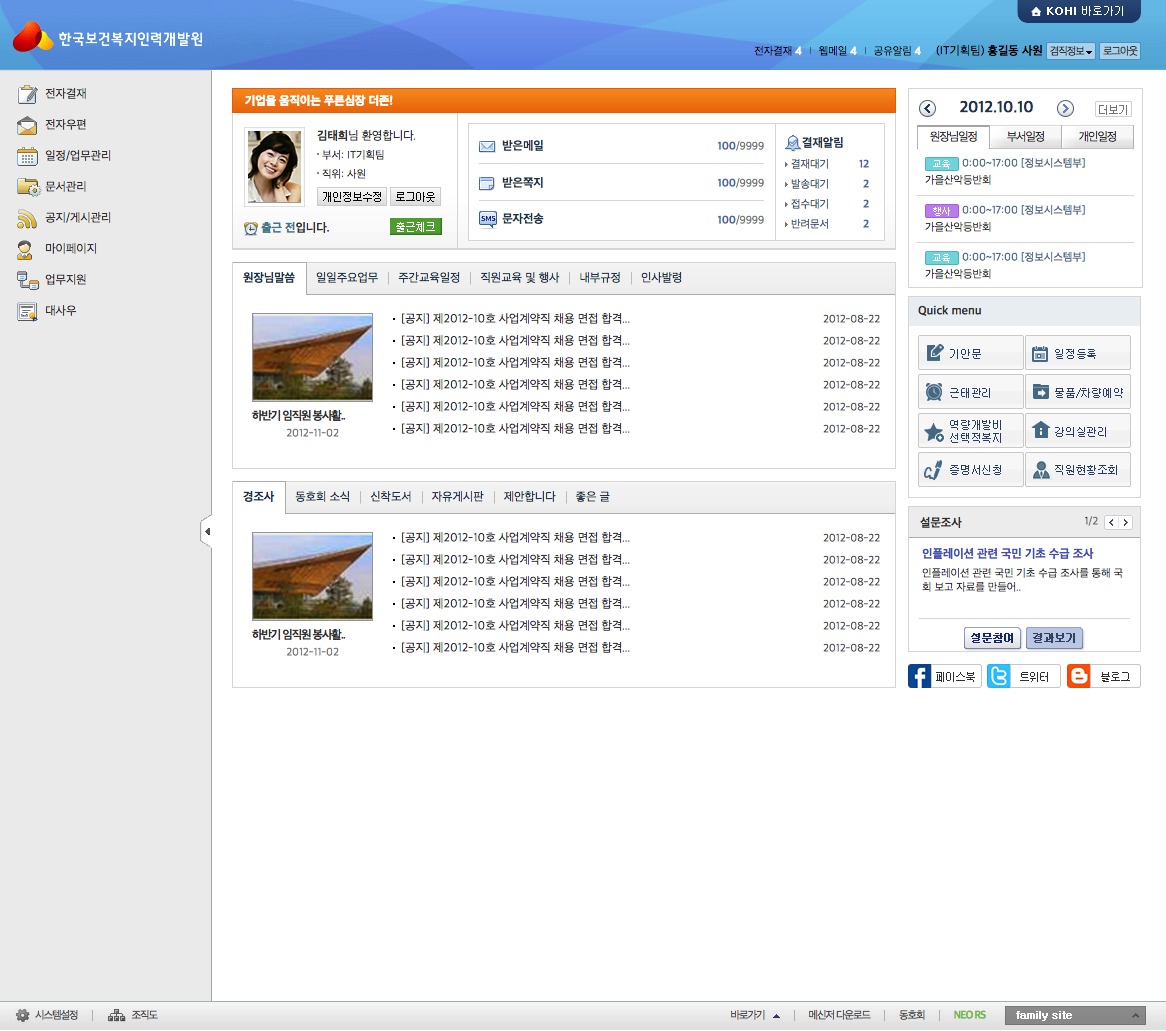 KOHI 바로가기
한국보건복지인력개발원
전자결재 4 웹메일 4 공유알림 4 (IT기획팀) 홍길동 사원 겸직정보 로그아웃
전자결재
전자우편
일정/업무관리
문서관리
공지/게시관리
마이페이지
업무지원
대사우
기업을 움직이는 푸른심장 더존!
김태희님 환영합니다.
· 부서: IT기획팀
· 직위: 사원
개인정보수정 로그아웃
출근 전입니다. 출근체크
받은메일 100/9999
받은쪽지 100/9999
SMS 문자전송 100/9999
결재알림
결재대기 12
발송대기 2
접수대기 2
반려문서 2
원장님말씀 일일주요업무 주간교육일정 직원교육 및 행사 내부규정 인사발령
· [공지] 제2012-10호 사업계약직 채용 면접 합격... 2012-08-22
· [공지] 제2012-10호 사업계약직 채용 면접 합격... 2012-08-22
· [공지] 제2012-10호 사업계약직 채용 면접 합격... 2012-08-22
· [공지] 제2012-10호 사업계약직 채용 면접 합격... 2012-08-22
· [공지] 제2012-10호 사업계약직 채용 면접 합격... 2012-08-22
· [공지] 제2012-10호 사업계약직 채용 면접 합격... 2012-08-22
하반기 임직원 봉사활..
2012-11-02
경조사 동호회 소식 신착도서 자유게시판 제안합니다 좋은 글
· [공지] 제2012-10호 사업계약직 채용 면접 합격... 2012-08-22
· [공지] 제2012-10호 사업계약직 채용 면접 합격... 2012-08-22
· [공지] 제2012-10호 사업계약직 채용 면접 합격... 2012-08-22
· [공지] 제2012-10호 사업계약직 채용 면접 합격... 2012-08-22
· [공지] 제2012-10호 사업계약직 채용 면접 합격... 2012-08-22
· [공지] 제2012-10호 사업계약직 채용 면접 합격... 2012-08-22
하반기 임직원 봉사활..
2012-11-02
2012.10.10 더보기
원장님일정 부서일정 개인일정
교육 0:00~17:00 [정보시스템부]
가을산악등반회
행사 0:00~17:00 [정보시스템부]
가을산악등반회
교육 0:00~17:00 [정보시스템부]
가을산악등반회
Quick menu
기안문 일정등록
근태관리 물품/차량예약
역량개발비
선택적복지
강의실관리
증명서신청 직원현황조회
설문조사 1/2
인플레이션 관련 국민 기초 수급 조사
인플레이션 관련 국민 기초 수급 조사를 통해 국
회 보고 자료를 만들어..
설문참여 결과보기
페이스북 트위터 블로그
시스템설정 조직도 바로가기 메신저 다운로드 동호회 NEO RS family site